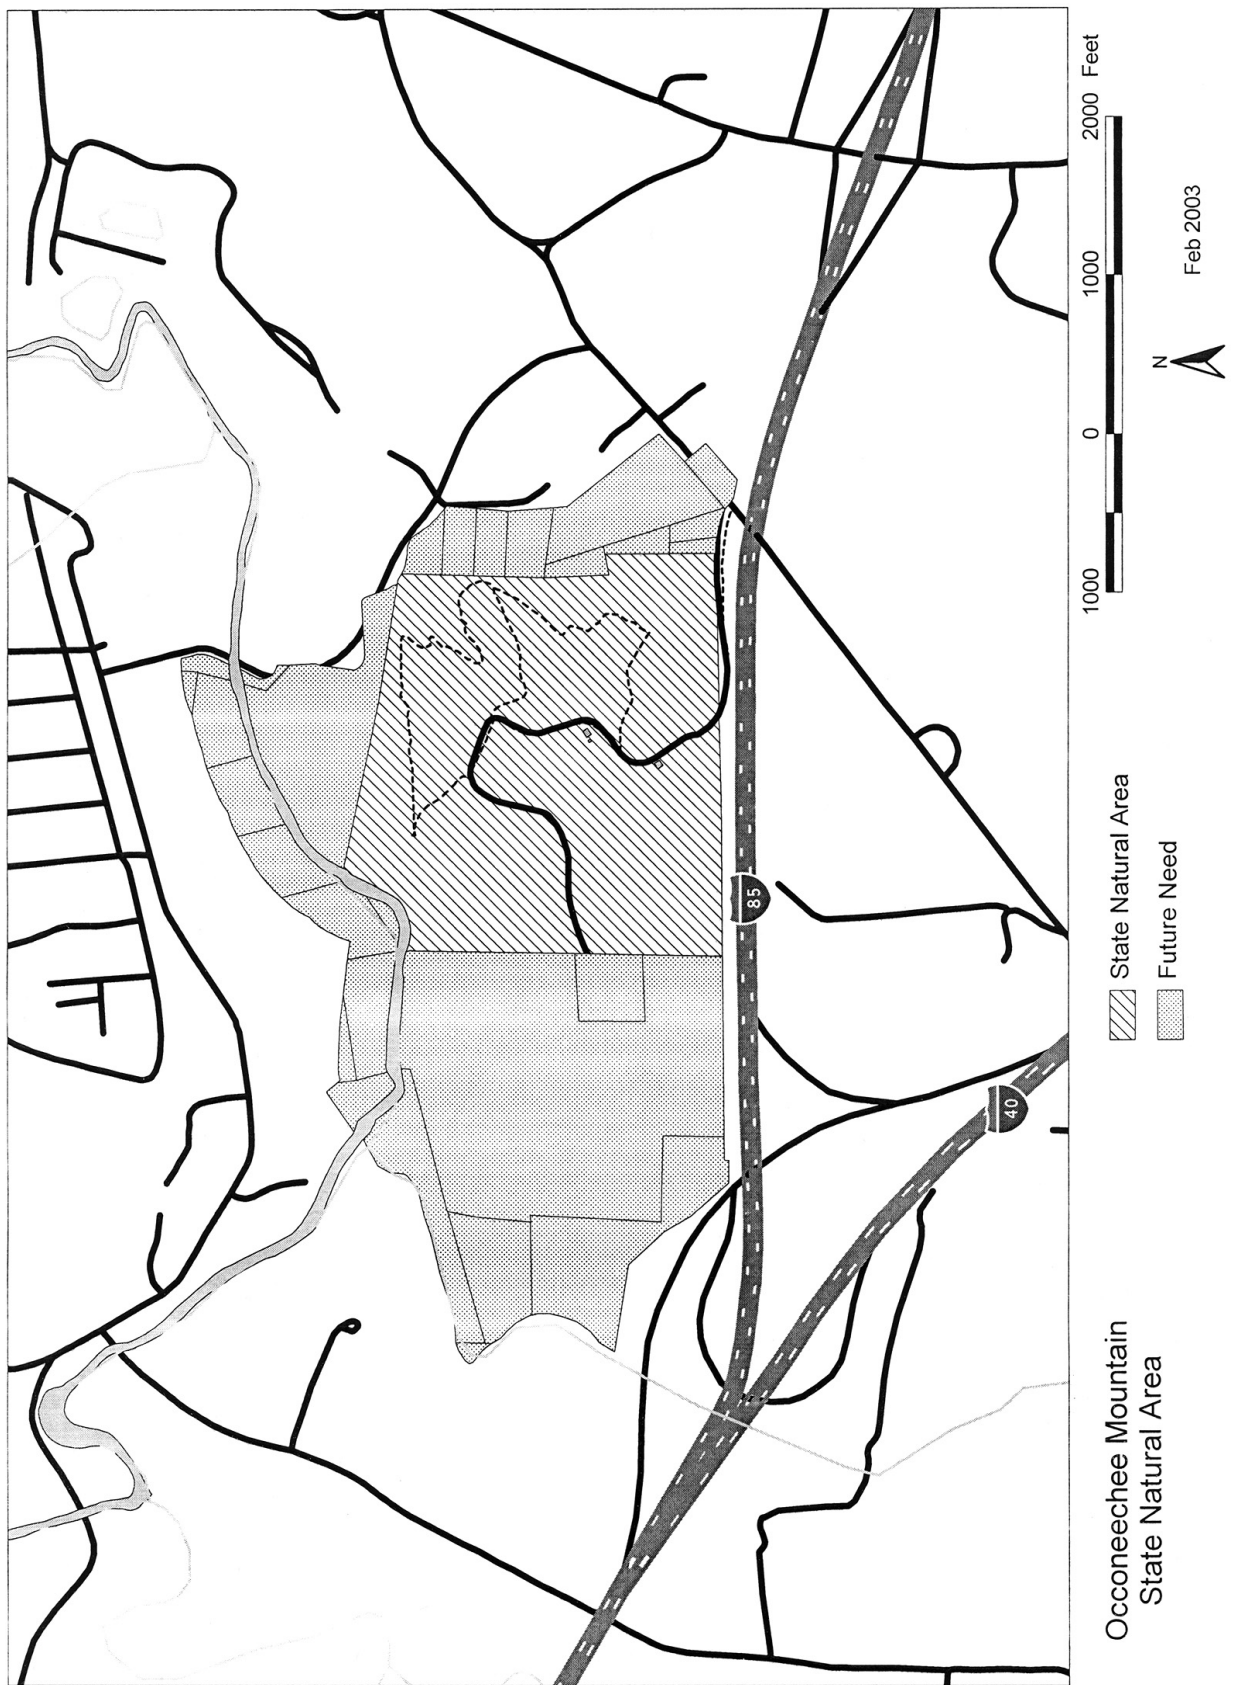 85
40
Occoneechee Mountain
State Natural Area
State Natural Area
Future Need
1000 0 1000 2000 Feet
N
Feb 2003